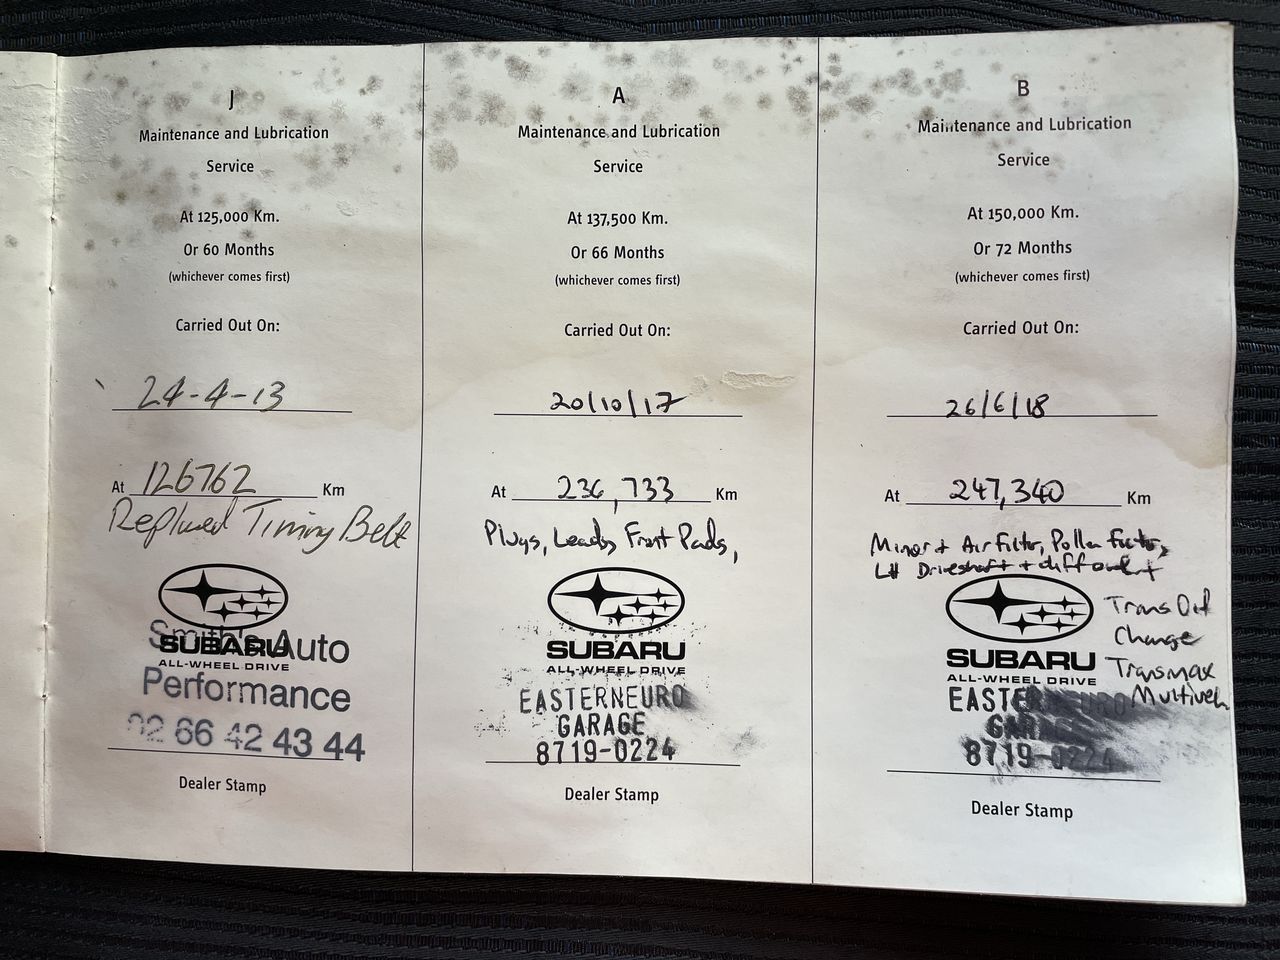 J
Maintenance and Lubrication
Service
At 125,000 Km.
Or 60 Months
(whichever comes first)
Carried Out On:
24-4-13
At 126762 Km
Replaced Timing Belt
SUBARU
ALL-WHEEL DRIVE
Smith's Auto
Performance
02 66 42 43 44
Dealer Stamp
A
Maintenance and Lubrication
Service
At 137,500 Km.
Or 66 Months
(whichever comes first)
Carried Out On:
20/10/17
At 236,733 Km
Plugs, Leads, Front Pads,
SUBARU
ALL-WHEEL DRIVE
EASTERNEURO
GARAGE
8719-0224
Dealer Stamp
B
Maintenance and Lubrication
Service
At 150,000 Km.
Or 72 Months
(whichever comes first)
Carried Out On:
26/6/18
At 247,340 Km
Minor + Air Filter, Pollen Filter,
LH Driveshaft + diff
Trans Oil
Change
Transmax
Multiveh
SUBARU
ALL-WHEEL DRIVE
EASTERNEURO
GARAGE
8719-0224
Dealer Stamp